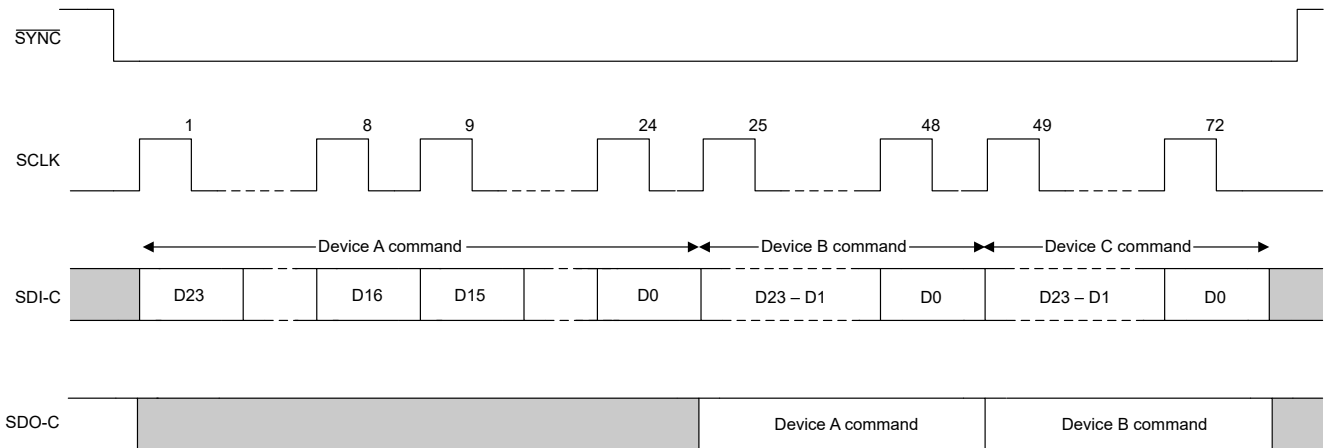 SYNC
1 8 9 24 25 48 49 72
SCLK
Device A command Device B command Device C command
SDI-C D23 D16 D15 D0 D23 – D1 D0 D23 – D1 D0
SDO-C Device A command Device B command